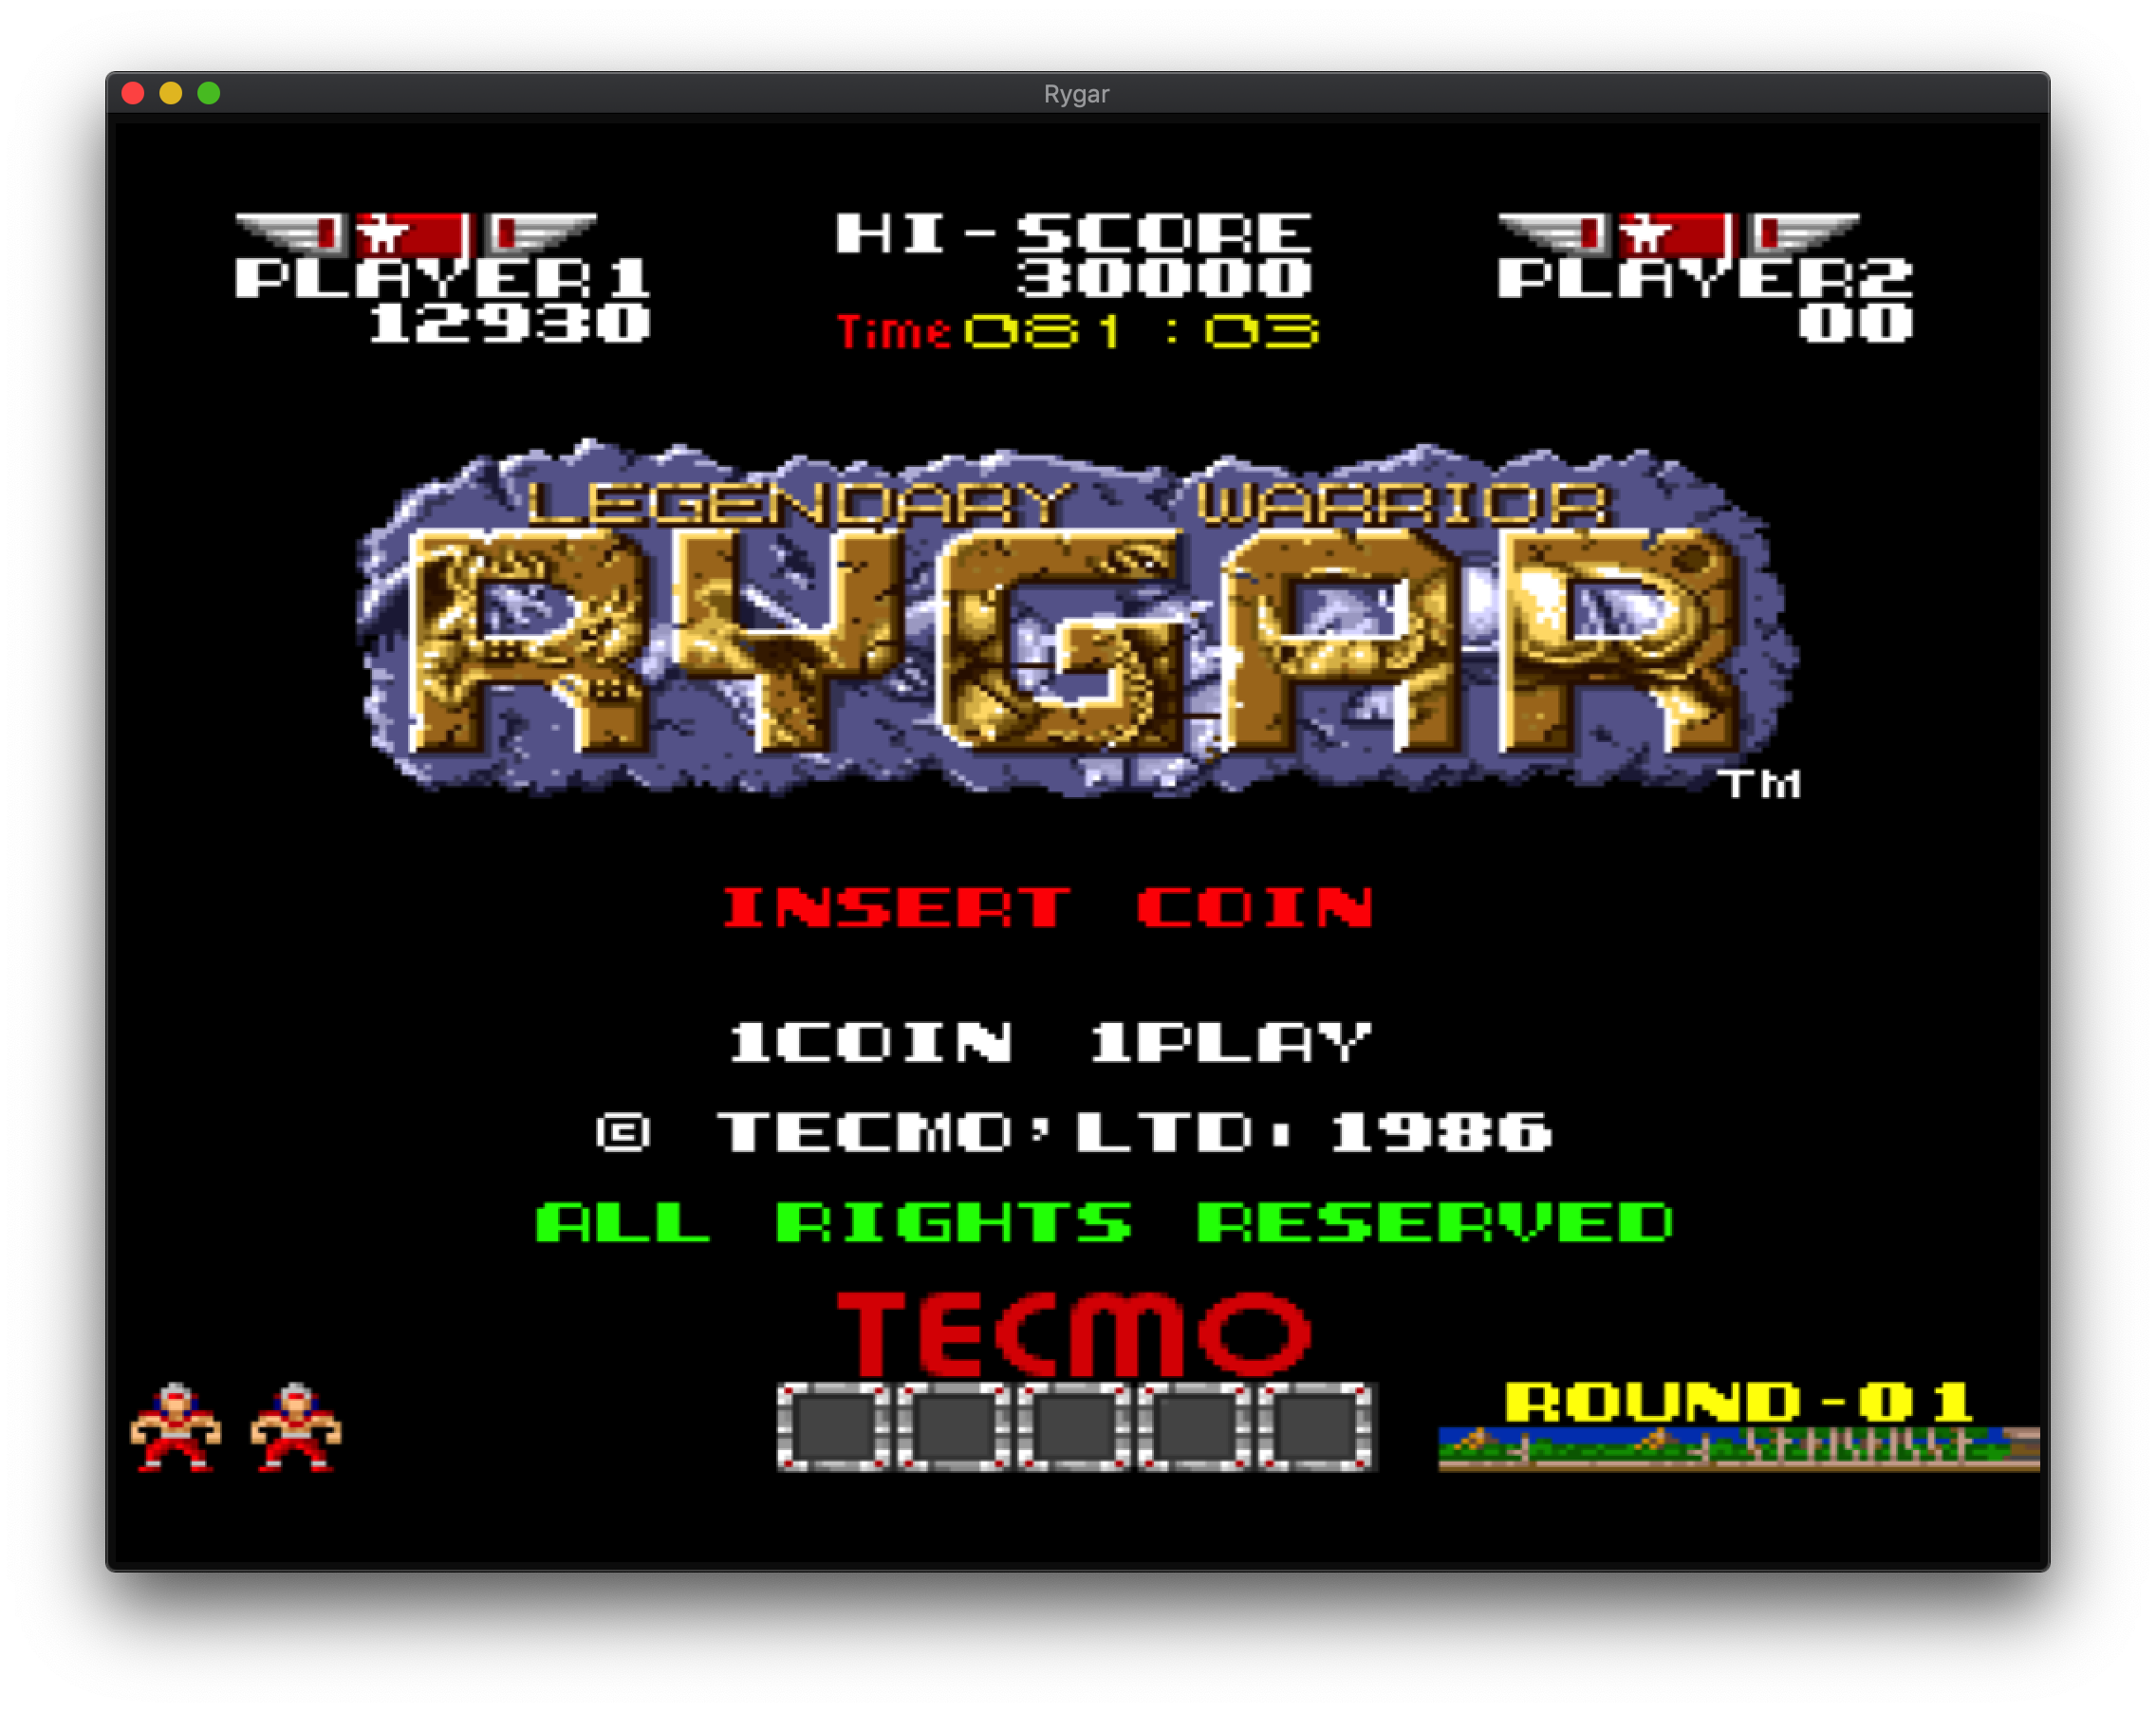 Rygar
PLAYER1
12930
HI-SCORE
30000
Time 081:03
PLAYER2
00
LEGENDARY WARRIOR
RYGAR
TM
INSERT COIN
1COIN 1PLAY
© TECMO,LTD. 1986
ALL RIGHTS RESERVED
TECMO
ROUND-01